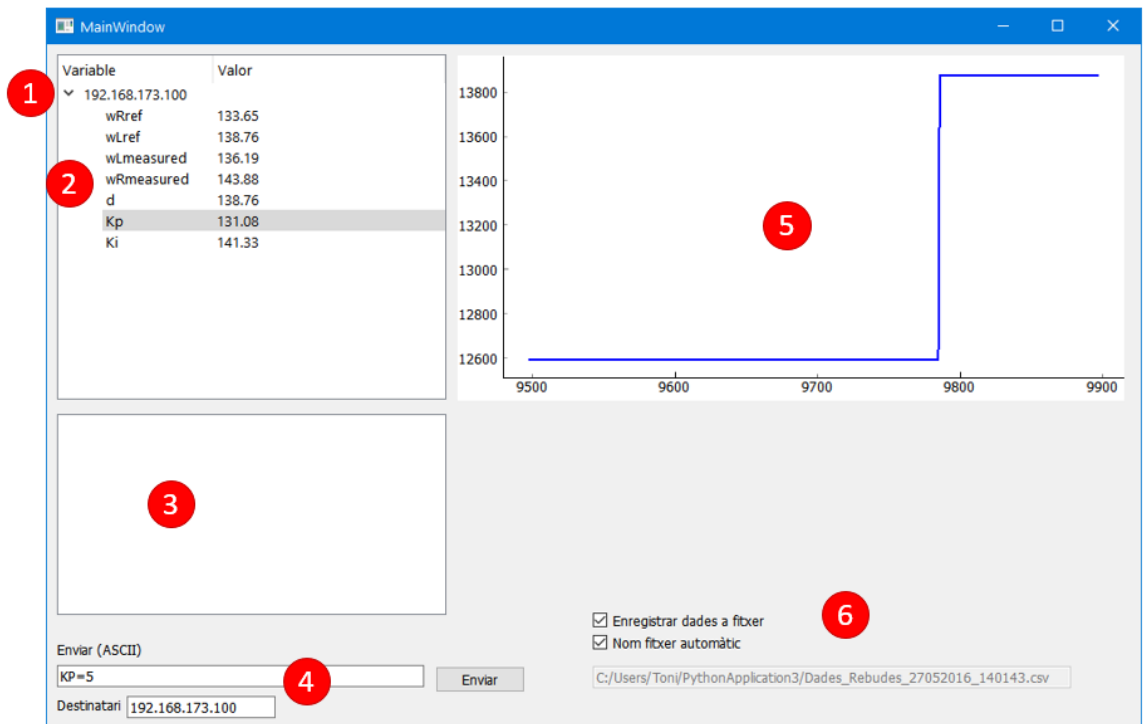 MainWindow
Variable Valor
1
192.168.173.100
wRref 133.65
wLref 138.76
wLmeasured 136.19
2
wRmeasured 143.88
d 138.76
Kp 131.08
Ki 141.33
13800
13600
13400
13200
13000
12800
12600
9500 9600 9700 9800 9900
5
3
6
Enregistrar dades a fitxer
Nom fitxer automàtic
C:/Users/Toni/PythonApplication3/Dades_Rebudes_27052016_140143.csv
Enviar (ASCII)
KP=5
4
Enviar
Destinatari 192.168.173.100